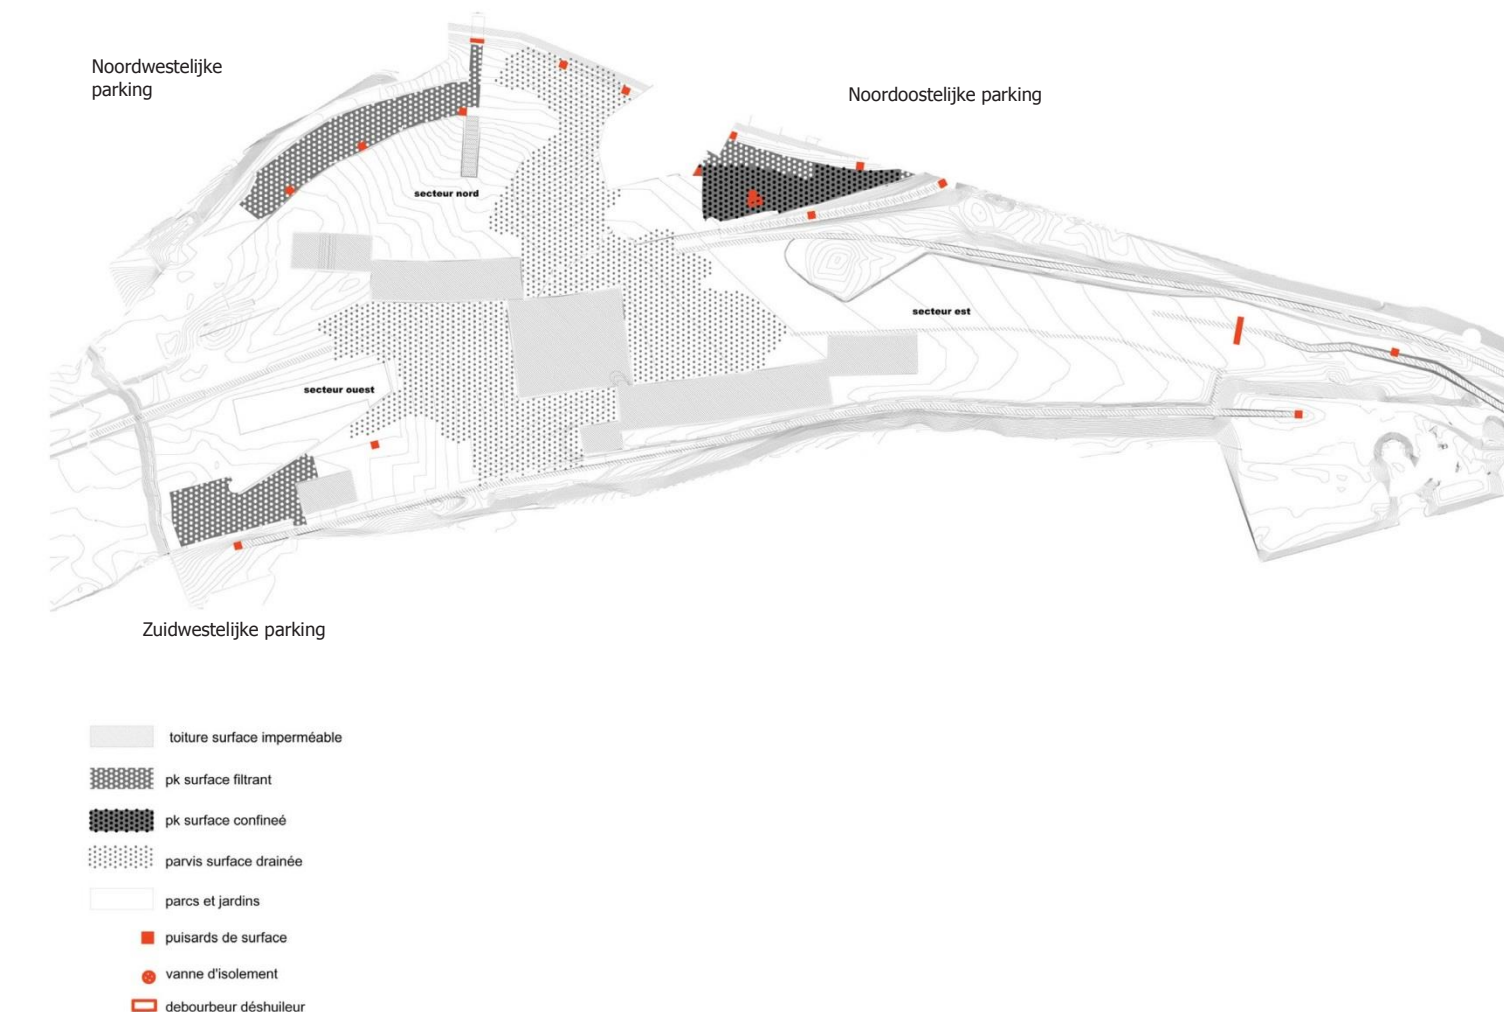 Noordwestelijke
parking
Noordoostelijke parking
secteur nord
secteur est
secteur ouest
Zuidwestelijke parking
toiture surface imperméable
pk surface filtrant
pk surface confineé
parvis surface drainée
parcs et jardins
puisards de surface
vanne d'isolement
debourbeur déshuileur